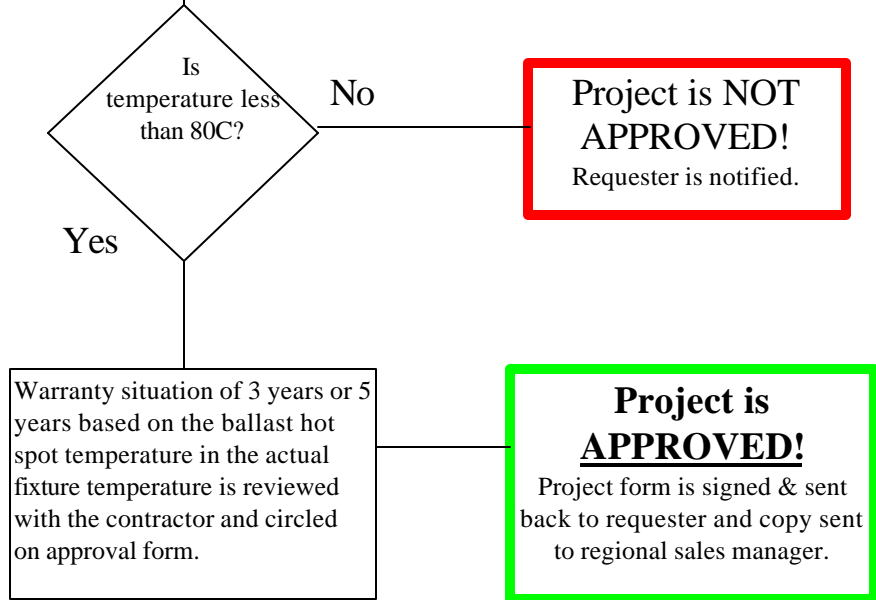 Is
temperature less
than 80C?
No
Project is NOT
APPROVED!
Requester is notified.
Yes
Warranty situation of 3 years or 5
years based on the ballast hot
spot temperature in the actual
fixture temperature is reviewed
with the contractor and circled
on approval form.
Project is
APPROVED!
Project form is signed & sent
back to requester and copy sent
to regional sales manager.